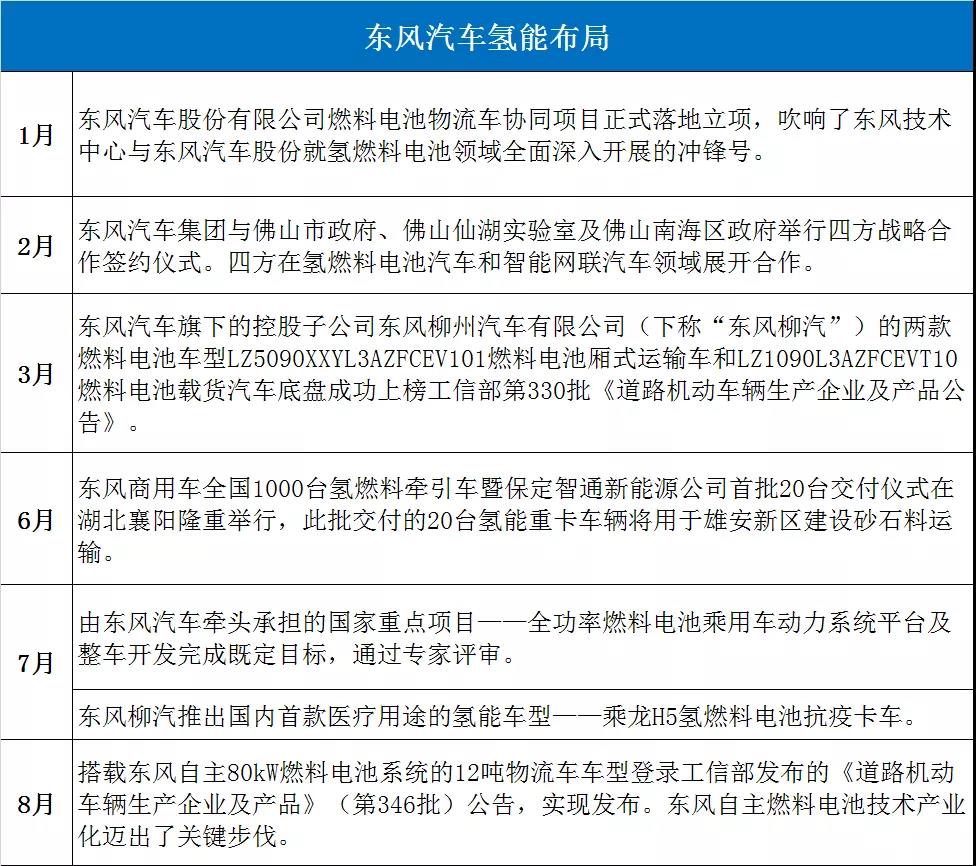 东风汽车氢能布局
1月
东风汽车股份有限公司燃料电池物流车协同项目正式落地立项，吹响了东风技术
中心与东风汽车股份就氢燃料电池领域全面深入开展的冲锋号。
2月
东风汽车集团与佛山市政府、佛山仙湖实验室及佛山南海区政府举行四方战略合
作签约仪式。四方在氢燃料电池汽车和智能网联汽车领域展开合作。
3月
东风汽车旗下的控股子公司东风柳州汽车有限公司（下称“东风柳汽”）的两款
燃料电池车型LZ5090XXYL3AZFCEV101燃料电池厢式运输车和LZ1090L3AZFCEVT10
燃料电池载货汽车底盘成功上榜工信部第330批《道路机动车辆生产企业及产品公
告》。
6月
东风商用车全国1000台氢燃料牵引车暨保定智通新能源公司首批20台交付仪式在
湖北襄阳隆重举行，此批交付的20台氢能重卡车辆将用于雄安新区建设砂石料运
输。
7月
由东风汽车牵头承担的国家重点项目——全功率燃料电池乘用车动力系统平台及
整车开发完成既定目标，通过专家评审。
东风柳汽推出国内首款医疗用途的氢能车型——乘龙H5氢燃料电池抗疫卡车。
8月
搭载东风自主80kW燃料电池系统的12吨物流车车型登录工信部发布的《道路机动
车辆生产企业及产品》（第346批）公告，实现发布。东风自主燃料电池技术产业
化迈出了关键步伐。